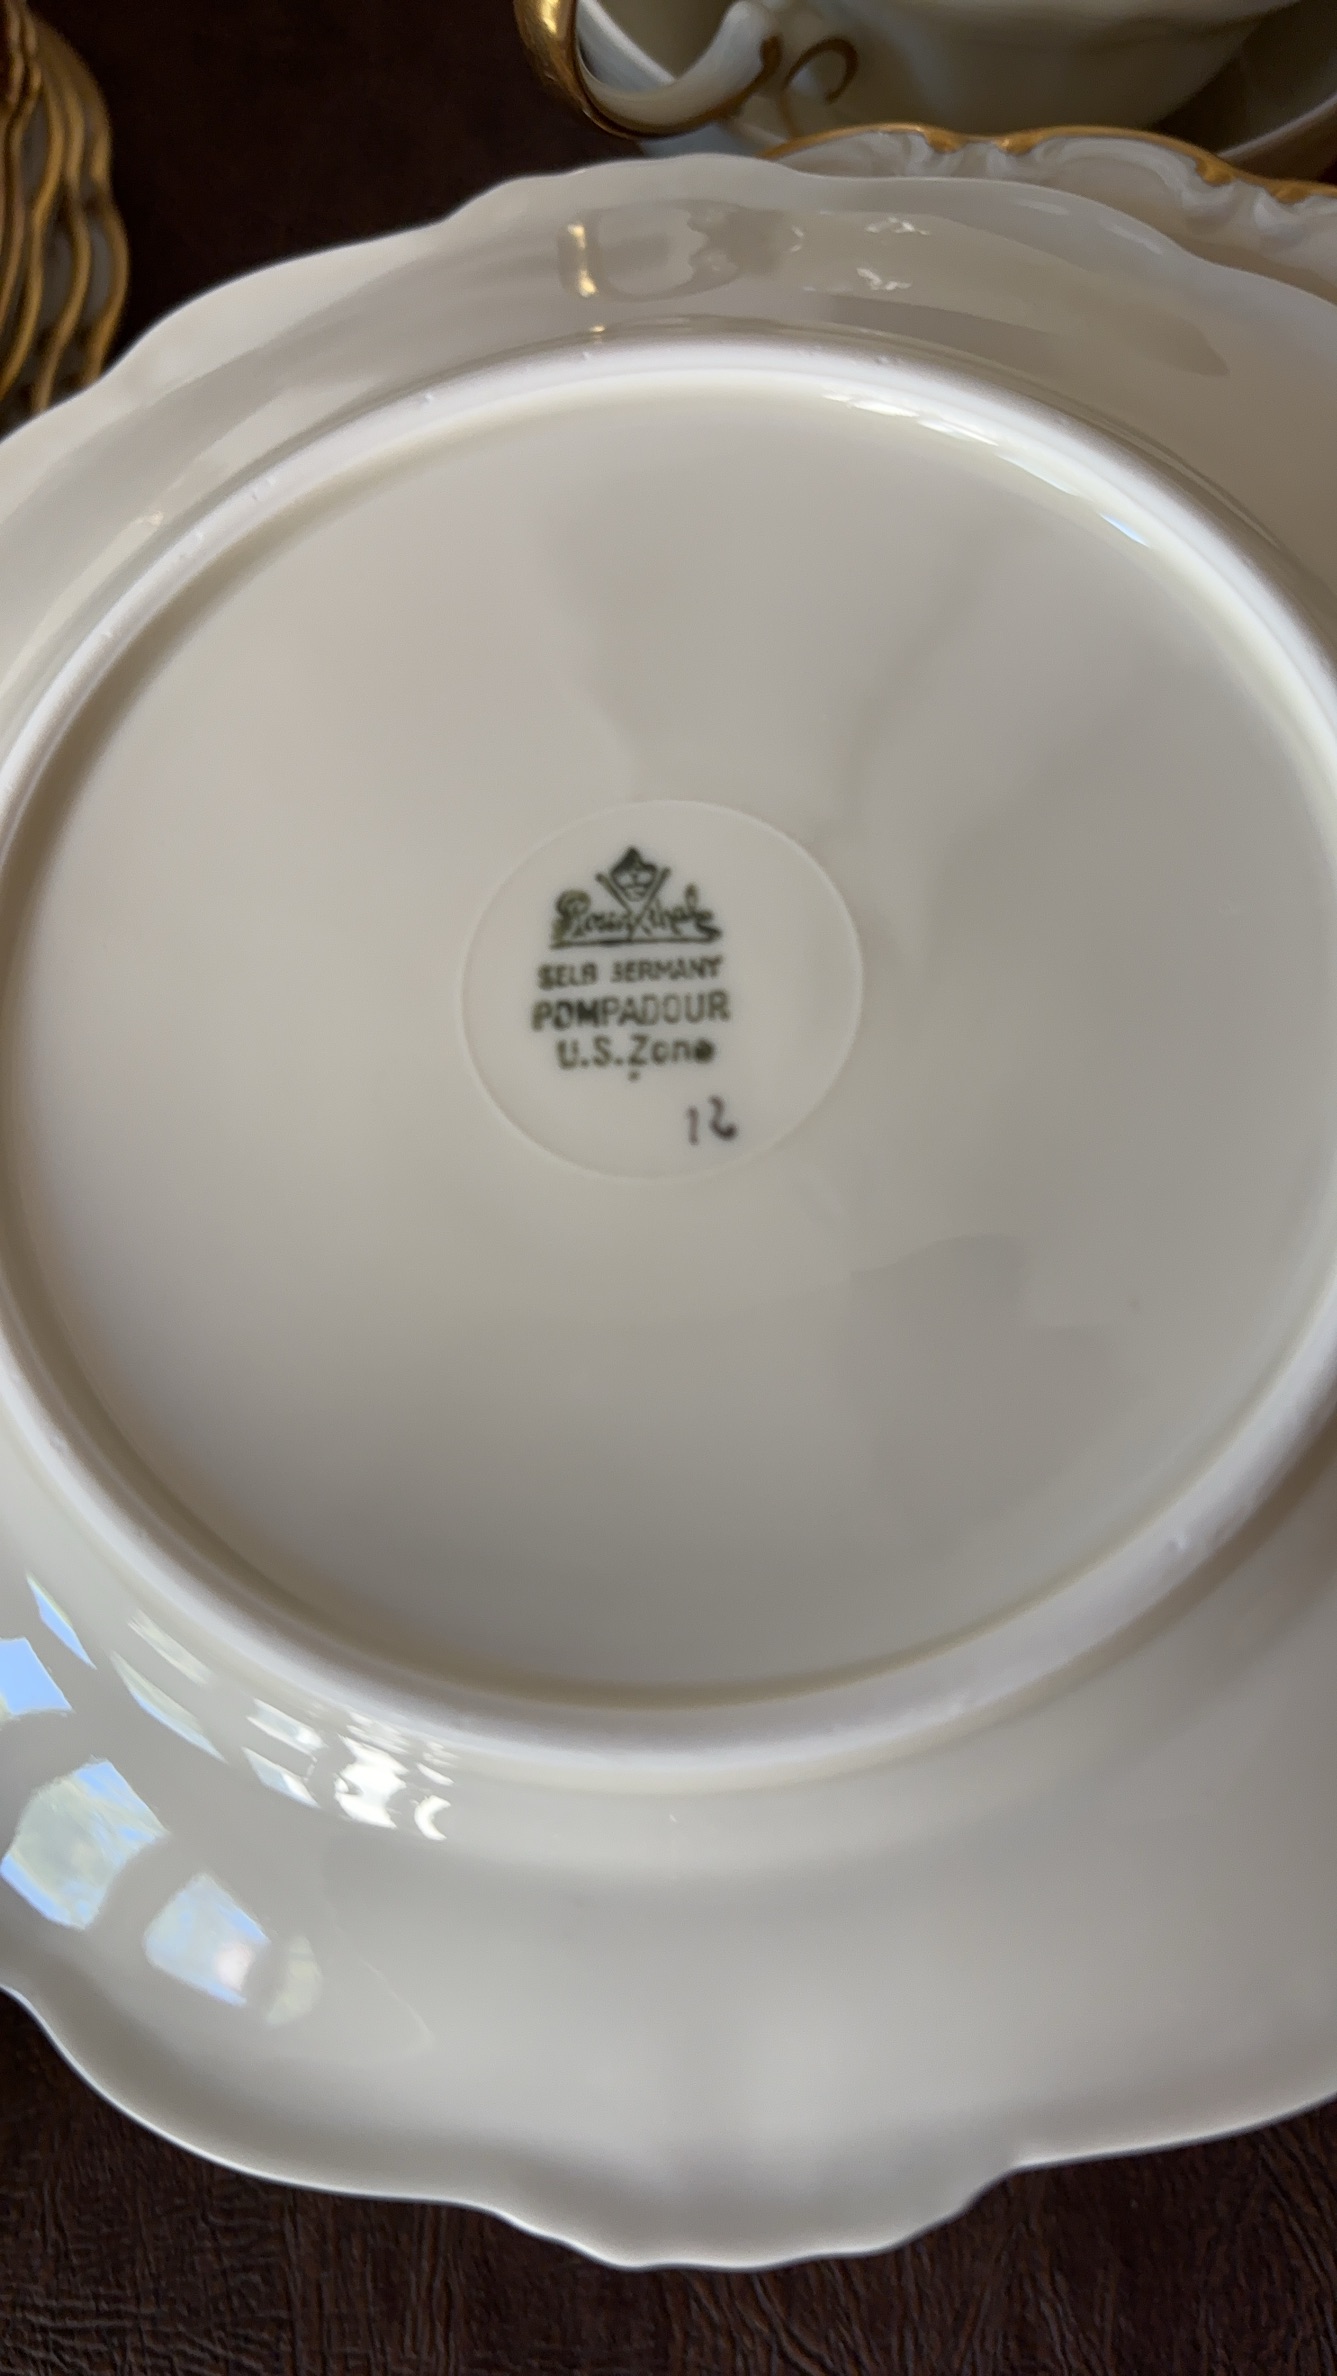 Rosenthal
SELB GERMANY
POMPADOUR
U.S.Zone
12